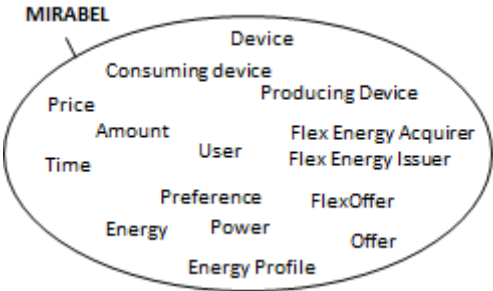 MIRABEL
Device
Consuming device
Producing Device
Price
Amount
Flex Energy Acquirer
User
Flex Energy Issuer
Time
Preference
FlexOffer
Energy
Power
Offer
Energy Profile